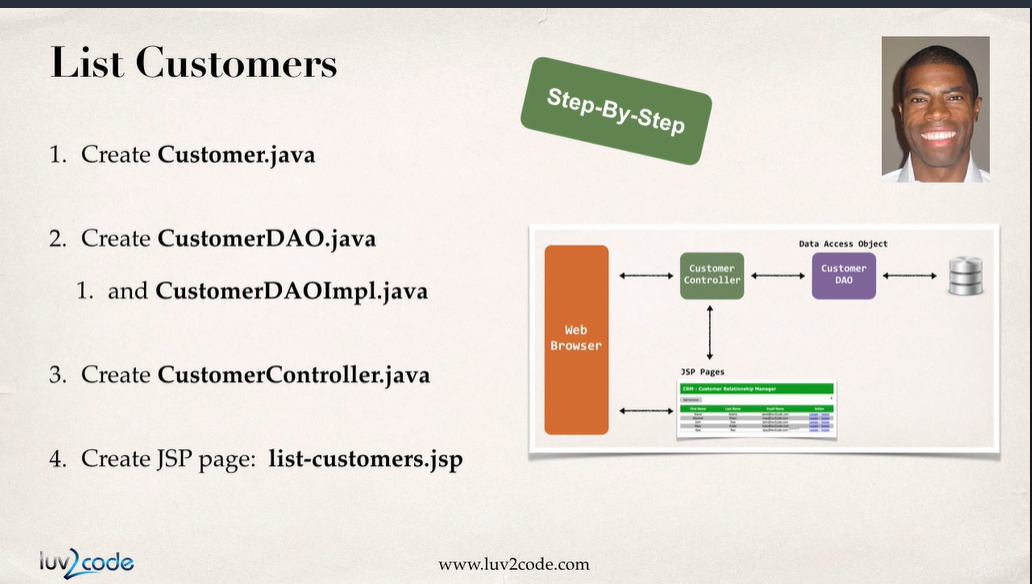 List Customers
Step-By-Step
1. Create Customer.java
2. Create CustomerDAO.java
1. and CustomerDAOImpl.java
3. Create CustomerController.java
4. Create JSP page: list-customers.jsp
Data Access Object
Customer
Controller
Customer
DAO
Web
Browser
JSP Pages
CRM - Customer Relationship Manager
luv2code
www.luv2code.com